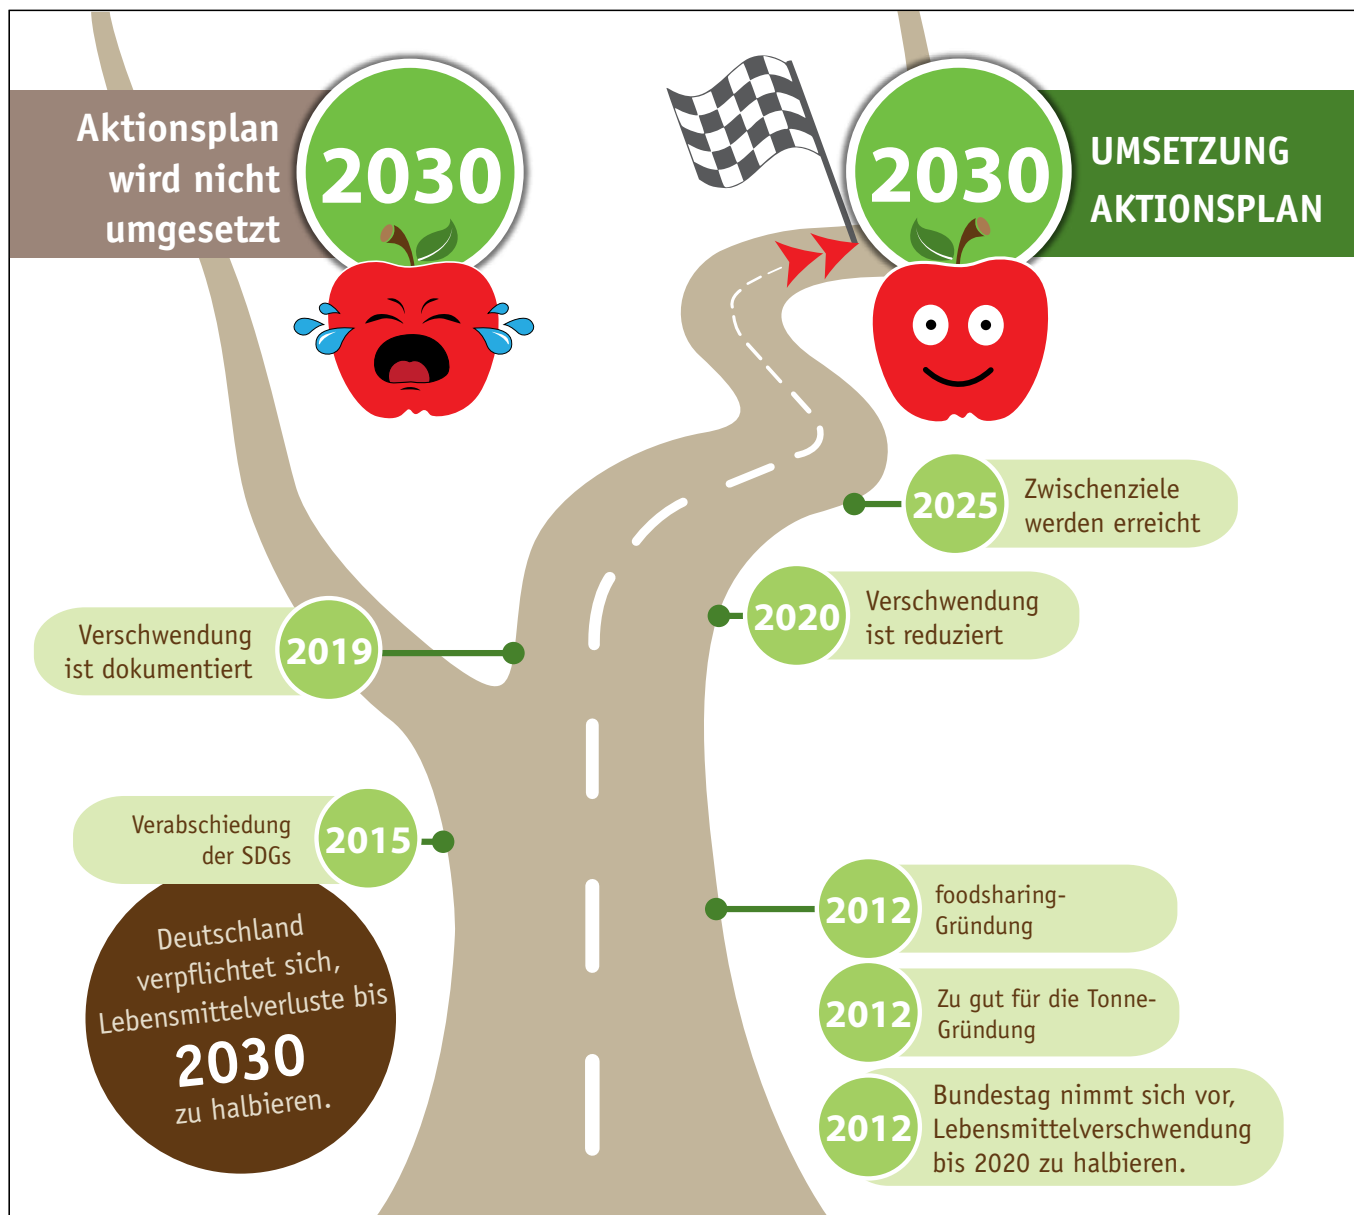 Aktionsplan
wird nicht
umgesetzt
2030
2030
UMSETZUNG
AKTIONSPLAN
2025
Zwischenziele
werden erreicht
2020
Verschwendung
ist reduziert
Verschwendung
ist dokumentiert
2019
Verabschiedung
der SDGs
2015
Deutschland
verpflichtet sich,
Lebensmittelverluste bis
2030
zu halbieren.
2012
foodsharing-
Gründung
2012
Zu gut für die Tonne-
Gründung
2012
Bundestag nimmt sich vor,
Lebensmittelverschwendung
bis 2020 zu halbieren.